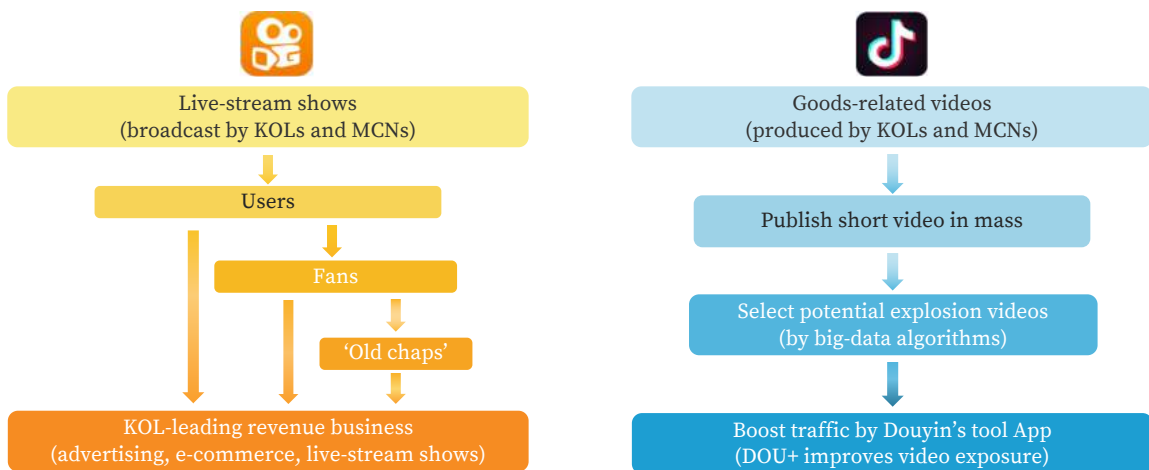 Live-stream shows
(broadcast by KOLs and MCNs)
Users
Fans
‘Old chaps’
KOL-leading revenue business
(advertising, e-commerce, live-stream shows)
Goods-related videos
(produced by KOLs and MCNs)
Publish short video in mass
Select potential explosion videos
(by big-data algorithms)
Boost traffic by Douyin’s tool App
(DOU+ improves video exposure)